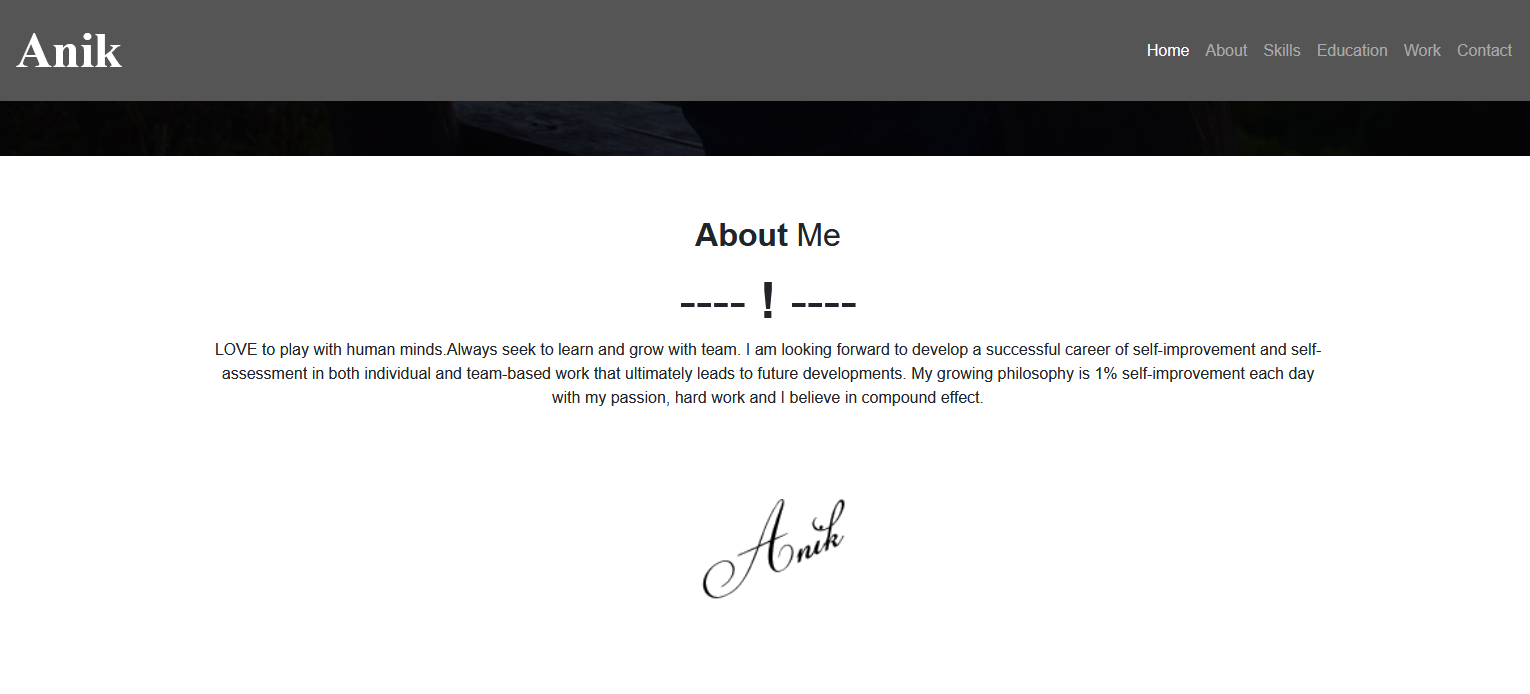 Anik
Home About Skills Education Work Contact
About Me
---- ! ----
LOVE to play with human minds.Always seek to learn and grow with team. I am looking forward to develop a successful career of self-improvement and self-
assessment in both individual and team-based work that ultimately leads to future developments. My growing philosophy is 1% self-improvement each day
with my passion, hard work and I believe in compound effect.
Anik